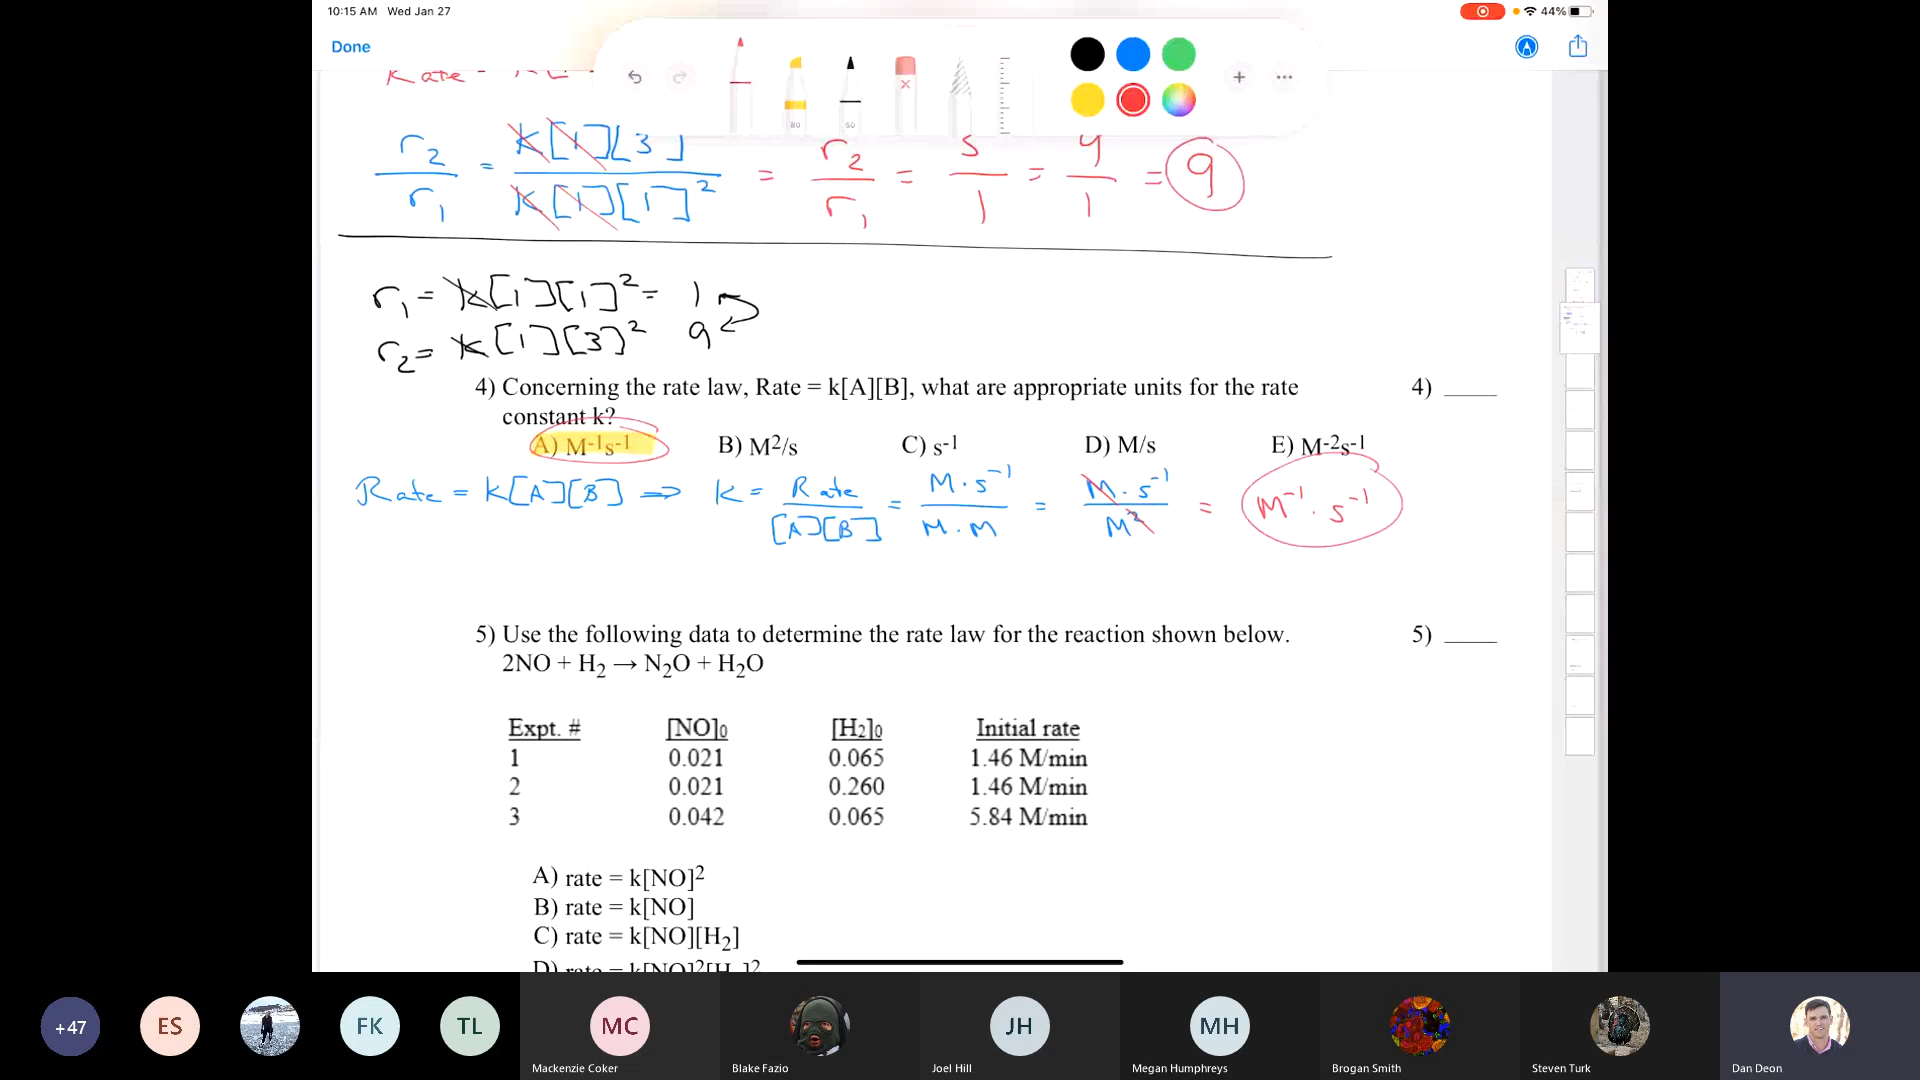 10:15 AM Wed Jan 27
44%
Done
80
50
Rate =
r2 / r1 = k[1][3] / k[1][1]² = r2 / r1 = / 1 = 9 / 1 = 9
r1 = k[1][1]² = 1
r2 = k[1][3]² 9
4) Concerning the rate law, Rate = k[A][B], what are appropriate units for the rate 4) ____
constant k?
A) M-1s-1 B) M2/s C) s-1 D) M/s E) M-2s-1
Rate = k[A][B] ⇒ K = Rate / [A][B] = M · s⁻¹ / M · M = M · s⁻¹ / M² = M⁻¹ · s⁻¹
5) Use the following data to determine the rate law for the reaction shown below. 5) ____
2NO + H2 → N2O + H2O
Expt. # [NO]0 [H2]0 Initial rate
1 0.021 0.065 1.46 M/min
2 0.021 0.260 1.46 M/min
3 0.042 0.065 5.84 M/min
A) rate = k[NO]2
B) rate = k[NO]
C) rate = k[NO][H2]
D) rate = k[NO]2[H2]2
+47 ES FK TL MC JH MH
Mackenzie Coker Blake Fazio Joel Hill Megan Humphreys Brogan Smith Steven Turk Dan Deon